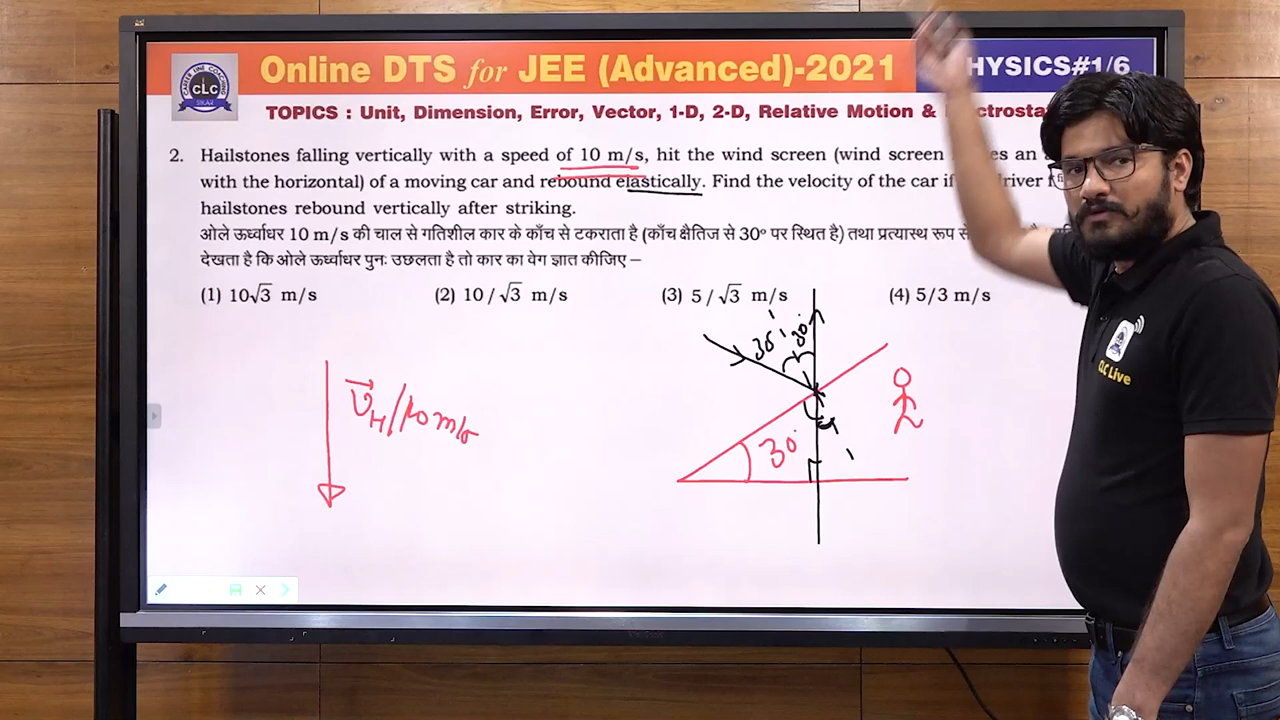 Online DTS for JEE (Advanced)-2021
HYSICS#1/6
CLC
SIKAR
TOPICS : Unit, Dimension, Error, Vector, 1-D, 2-D, Relative Motion &
2. Hailstones falling vertically with a speed of 10 m/s, hit the wind screen (wind screen an
with the horizontal) of a moving car and rebound elastically. Find the velocity of the car if driver
hailstones rebound vertically after striking.
ओले ऊर्ध्वाधर 10 m/s की चाल से गतिशील कार के काँच से टकराता है (काँच क्षैतिज से 30° पर स्थित है) तथा प्रत्यास्थ रूप से
देखता है कि ओले ऊर्ध्वाधर पुनः उछलता है तो कार का वेग ज्ञात कीजिए –
(1) 10√3 m/s (2) 10/√3 m/s (3) 5/√3 m/s (4) 5/3 m/s
30° 30°
V⃗H/10 m/s
30°
CLC Live